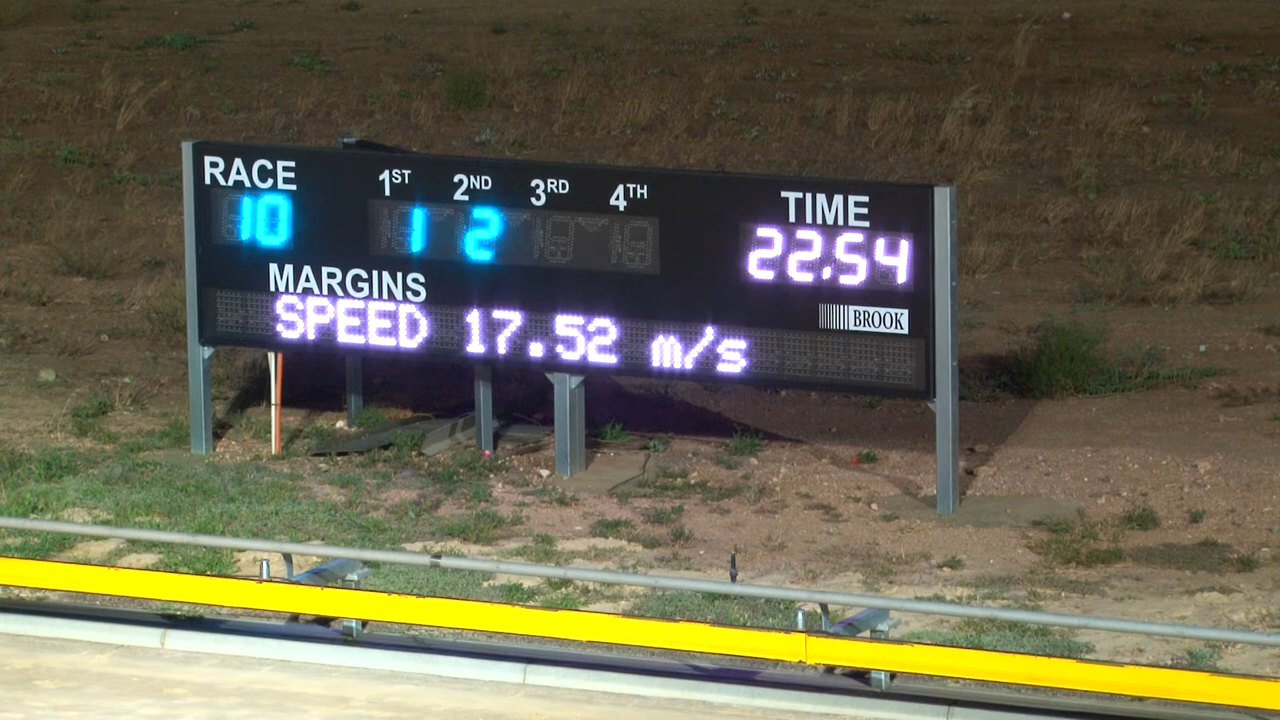 RACE 1ST 2ND 3RD 4TH TIME
10 1 2 22.54
MARGINS
BROOK
SPEED 17.52 m/s